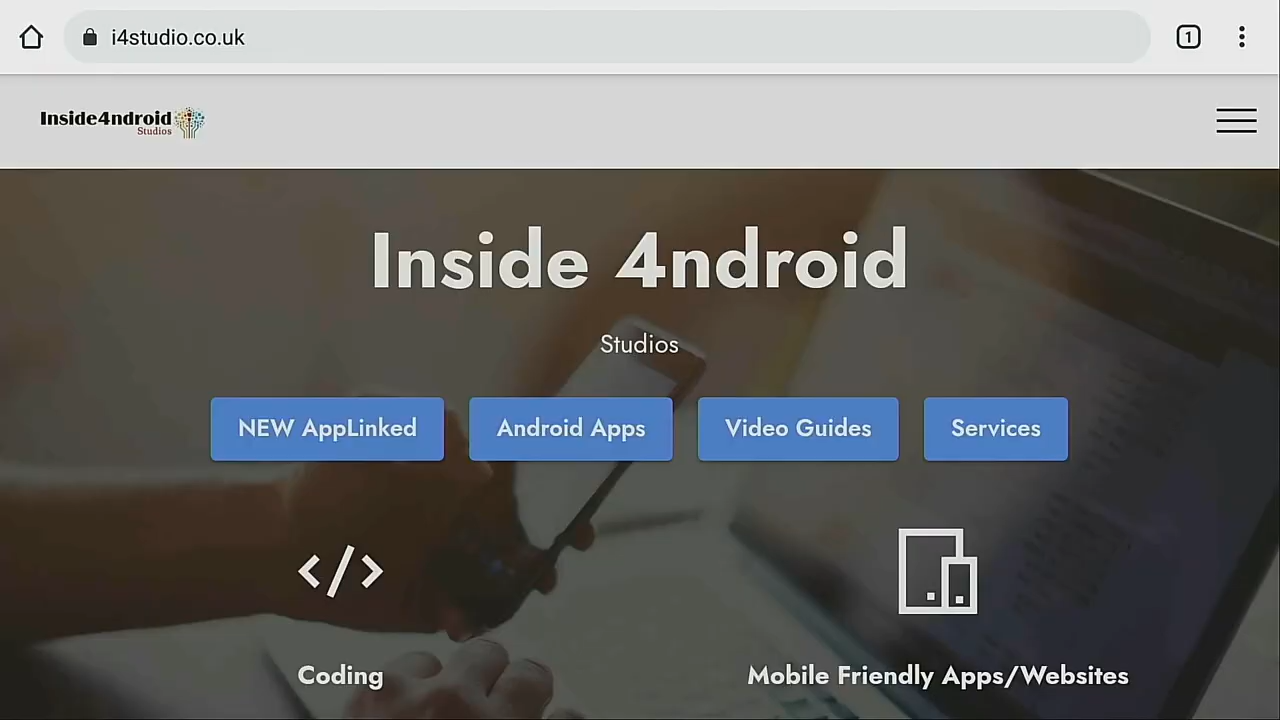 i4studio.co.uk
1
Inside4ndroid
Studios
Inside 4ndroid
Studios
NEW AppLinked
Android Apps
Video Guides
Services
Coding
Mobile Friendly Apps/Websites